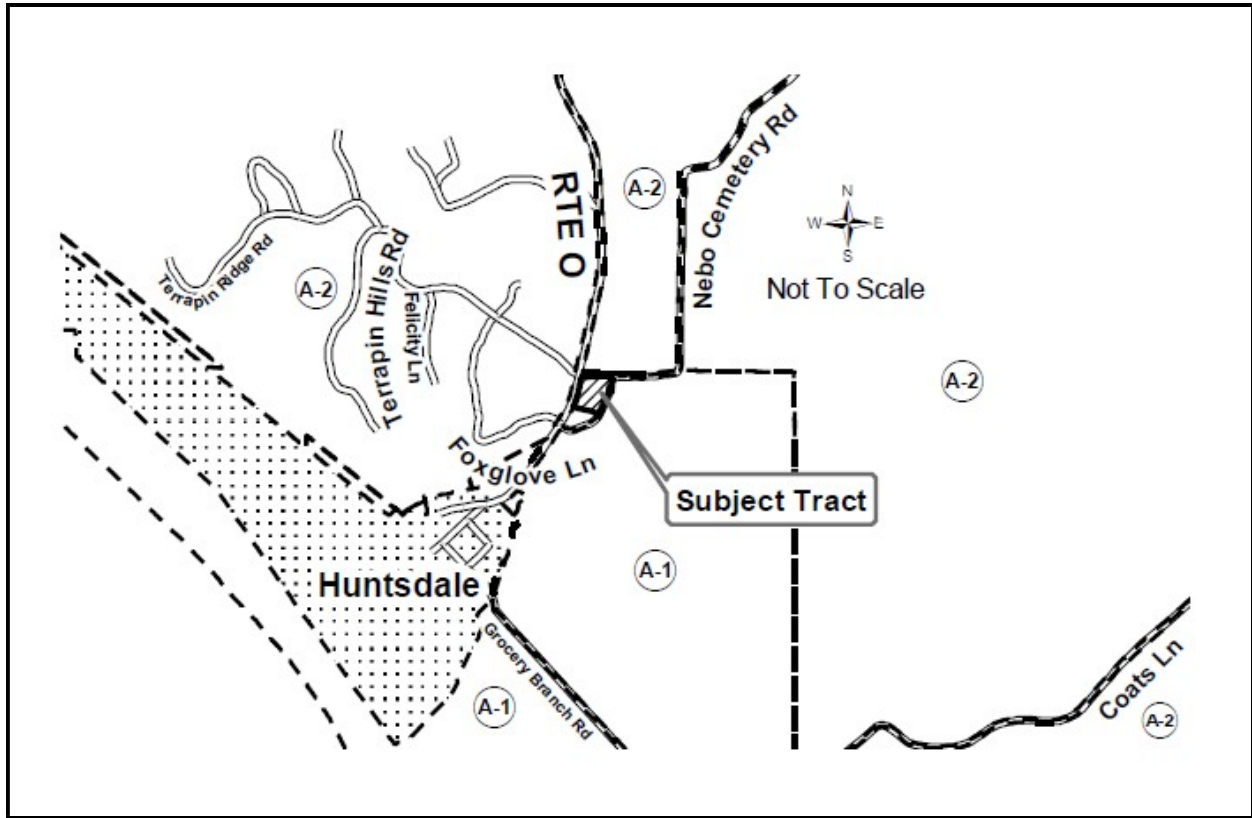 A-2
RTE O
Nebo Cemetery Rd
N
W E
S
Not To Scale
Terrapin Ridge Rd
A-2
Terrapin Hills Rd
Felicity Ln
A-2
Foxglove Ln
Subject Tract
A-1
Huntsdale
Grocery Branch Rd
A-1
Coats Ln
A-2